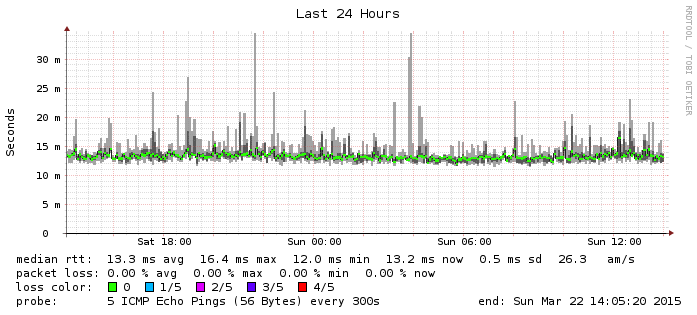 Last 24 Hours
RRDTOOL / TOBI OETIKER
Seconds
30 m
25 m
20 m
15 m
10 m
5 m
0
Sat 18:00 Sun 00:00 Sun 06:00 Sun 12:00
median rtt: 13.3 ms avg 16.4 ms max 12.0 ms min 13.2 ms now 0.5 ms sd 26.3 am/s
packet loss: 0.00 % avg 0.00 % max 0.00 % min 0.00 % now
loss color: 0 1/5 2/5 3/5 4/5
probe: 5 ICMP Echo Pings (56 Bytes) every 300s end: Sun Mar 22 14:05:20 2015